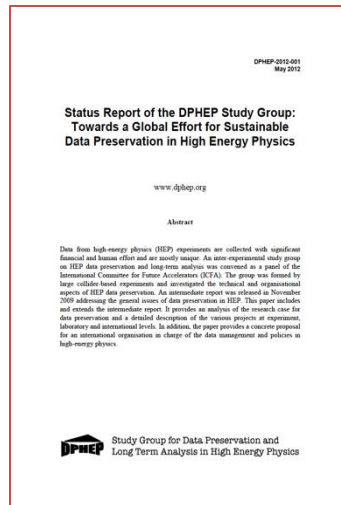 DPHEP-2012-001
May 2012
Status Report of the DPHEP Study Group:
Towards a Global Effort for Sustainable
Data Preservation in High Energy Physics
www.dphep.org
Abstract
Data from high-energy physics (HEP) experiments are collected with significant
financial and human effort and are mostly unique. An inter-experimental study group
on HEP data preservation and long-term analysis was convened as a panel of the
International Committee for Future Accelerators (ICFA). The group was formed by
large collider-based experiments and investigated the technical and organisational
aspects of HEP data preservation. An intermediate report was released in November
2009 addressing the general issues of data preservation in HEP. This paper includes
and extends the intermediate report. It provides an analysis of the research case for
data preservation and a detailed description of the various projects at experiment,
laboratory and international levels. In addition, the paper provides a concrete proposal
for an international organisation in charge of the data management and policies in
high-energy physics.
DPHEP Study Group for Data Preservation and
Long Term Analysis in High Energy Physics